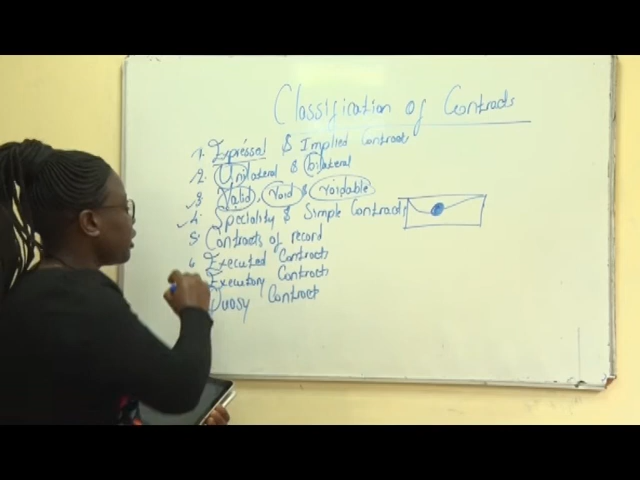 Classification of Contracts
1. Expressed & Implied Contracts
2. Unilateral & bilateral
3. Valid, Void & voidable
4. Speciality & Simple Contracts
5. Contracts of record
6. Executed Contracts
Executory Contracts
Quasy Contracts